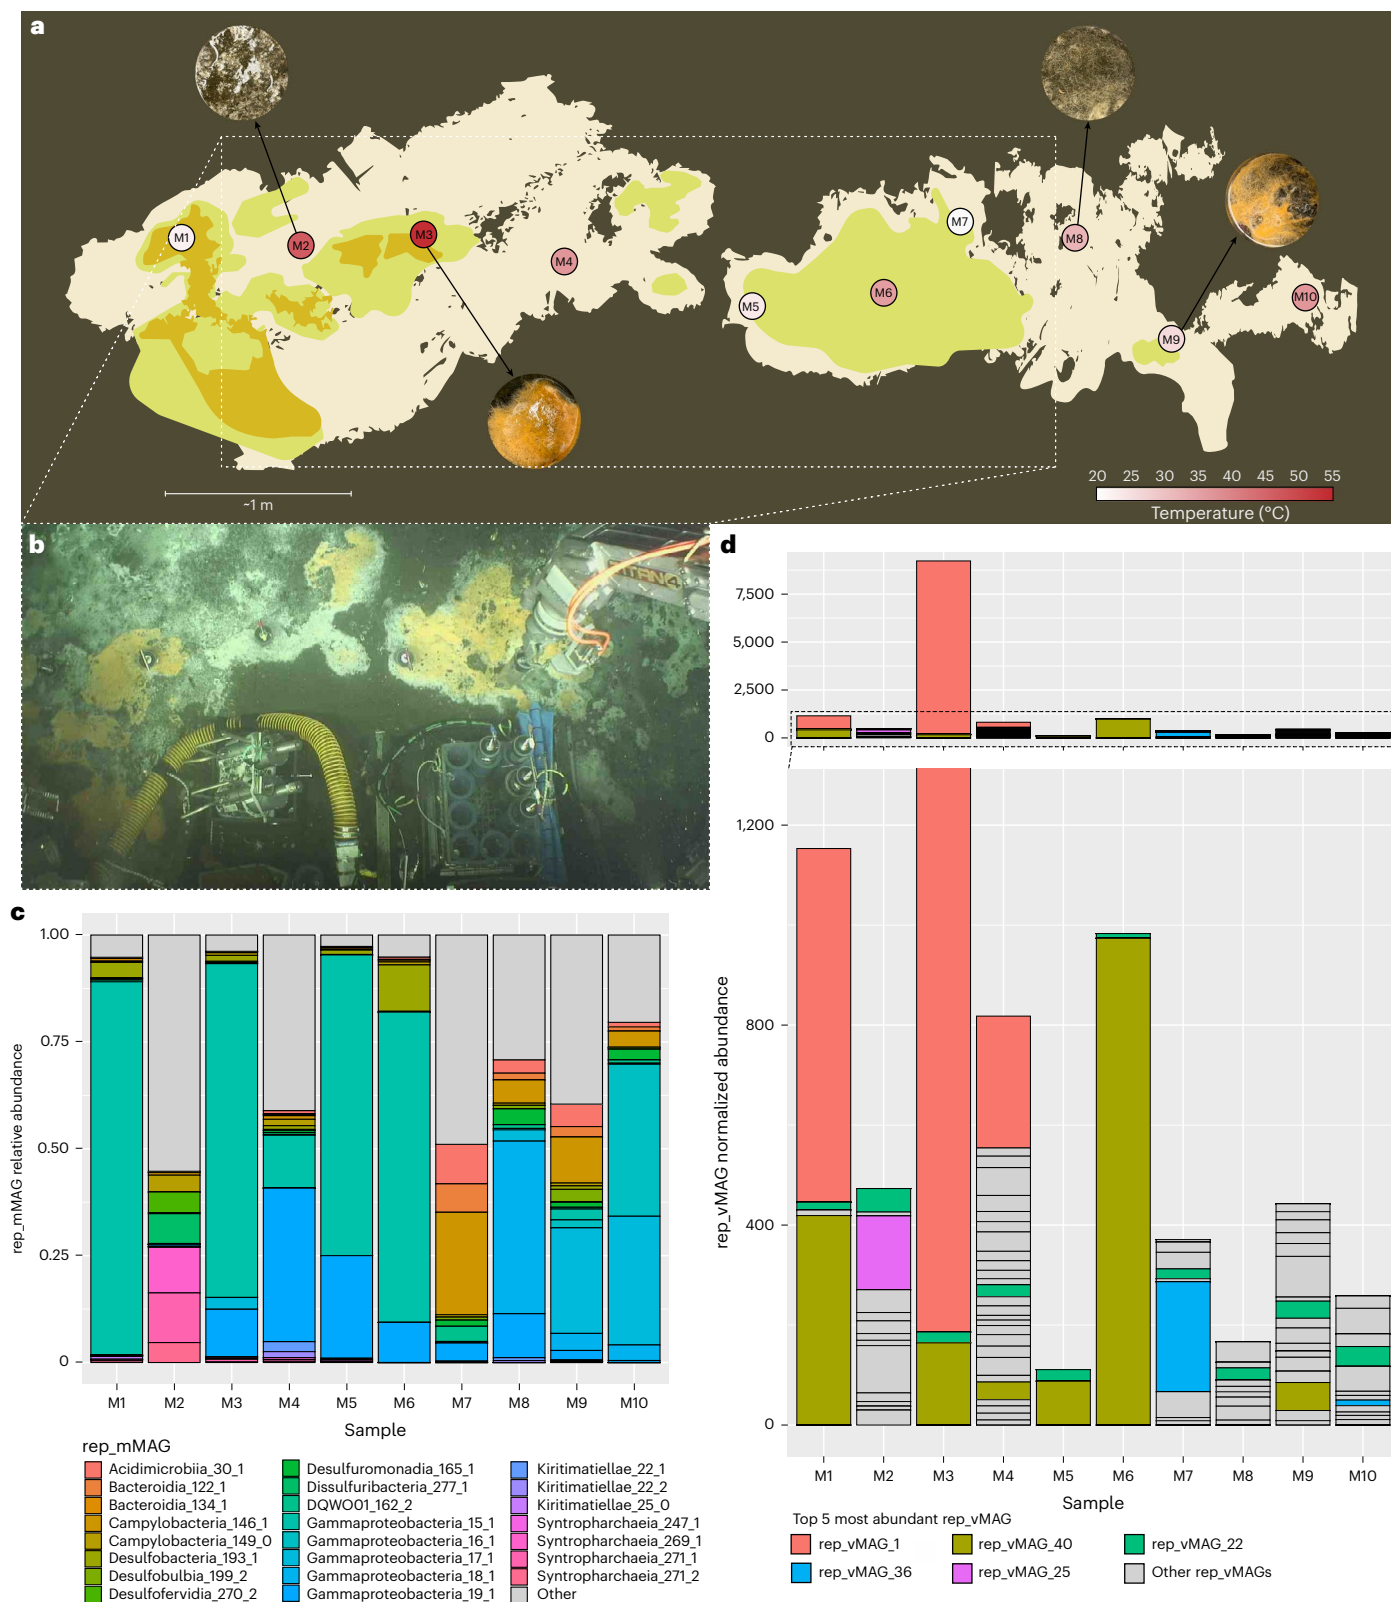 a
M1
M2
M3
M4
M5
M6
M7
M8
M9
M10
~1 m
20 25 30 35 40 45 50 55
Temperature (°C)
b
TITAN4
c
rep_mMAG relative abundance
1.00
0.75
0.50
0.25
0
M1 M2 M3 M4 M5 M6 M7 M8 M9 M10
Sample
rep_mMAG
Acidimicrobiia_30_1
Bacteroidia_122_1
Bacteroidia_134_1
Campylobacteria_146_1
Campylobacteria_149_0
Desulfobacteria_193_1
Desulfobulbia_199_2
Desulfofervidia_270_2
Desulfuromonadia_165_1
Dissulfuribacteria_277_1
DQWO01_162_2
Gammaproteobacteria_15_1
Gammaproteobacteria_16_1
Gammaproteobacteria_17_1
Gammaproteobacteria_18_1
Gammaproteobacteria_19_1
Kiritimatiellae_22_1
Kiritimatiellae_22_2
Kiritimatiellae_25_0
Syntropharchaeia_247_1
Syntropharchaeia_269_1
Syntropharchaeia_271_1
Syntropharchaeia_271_2
Other
d
rep_vMAG normalized abundance
7,500
5,000
2,500
0
1,200
800
400
0
M1 M2 M3 M4 M5 M6 M7 M8 M9 M10
Sample
Top 5 most abundant rep_vMAG
rep_vMAG_1
rep_vMAG_40
rep_vMAG_22
rep_vMAG_36
rep_vMAG_25
Other rep_vMAGs